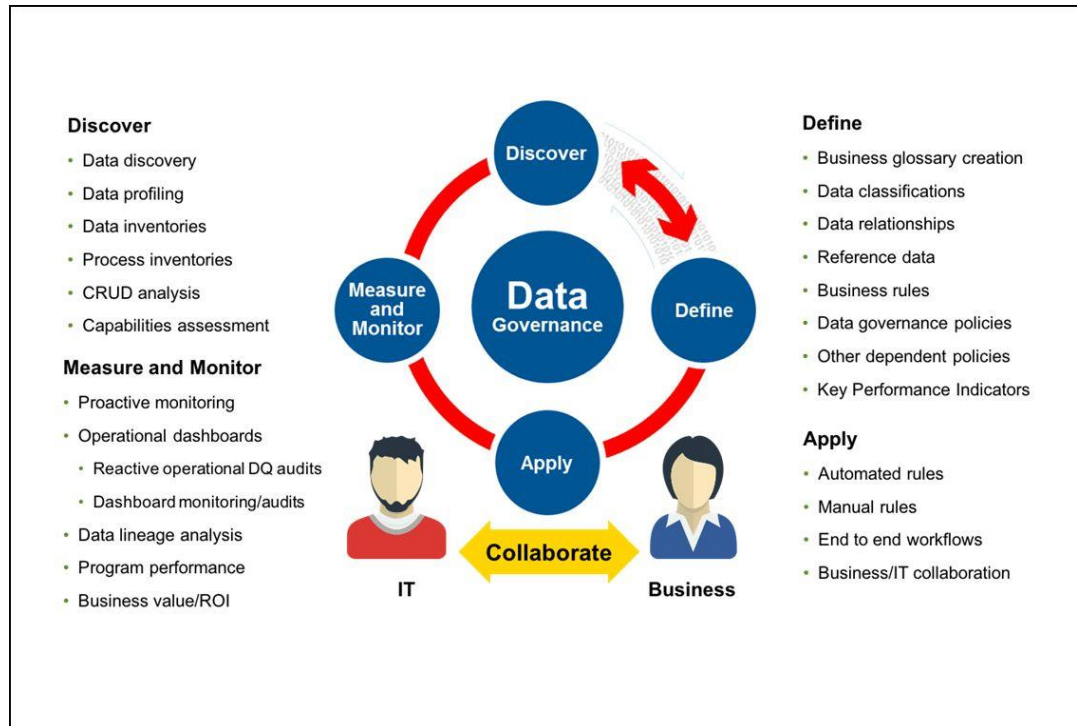 Discover
Data discovery
Data profiling
Data inventories
Process inventories
CRUD analysis
Capabilities assessment
Measure and Monitor
Proactive monitoring
Operational dashboards
Reactive operational DQ audits
Dashboard monitoring/audits
Data lineage analysis
Program performance
Business value/ROI
Discover
Measure
and
Monitor
Data
Governance
Define
Apply
Collaborate
IT
Business
Define
Business glossary creation
Data classifications
Data relationships
Reference data
Business rules
Data governance policies
Other dependent policies
Key Performance Indicators
Apply
Automated rules
Manual rules
End to end workflows
Business/IT collaboration